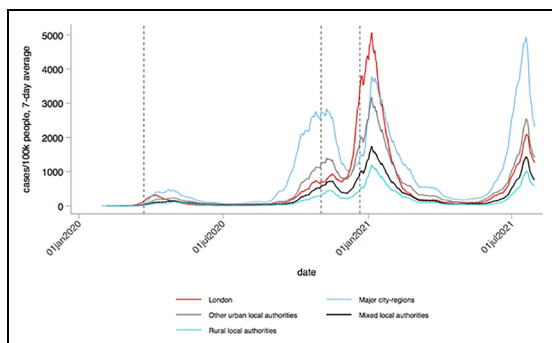 cases/100k people, 7-day average
5000
4000
3000
2000
1000
0
01jan2020
01jul2020
01jan2021
01jul2021
date
London
Major city-regions
Other urban local authorities
Mixed local authorities
Rural local authorities